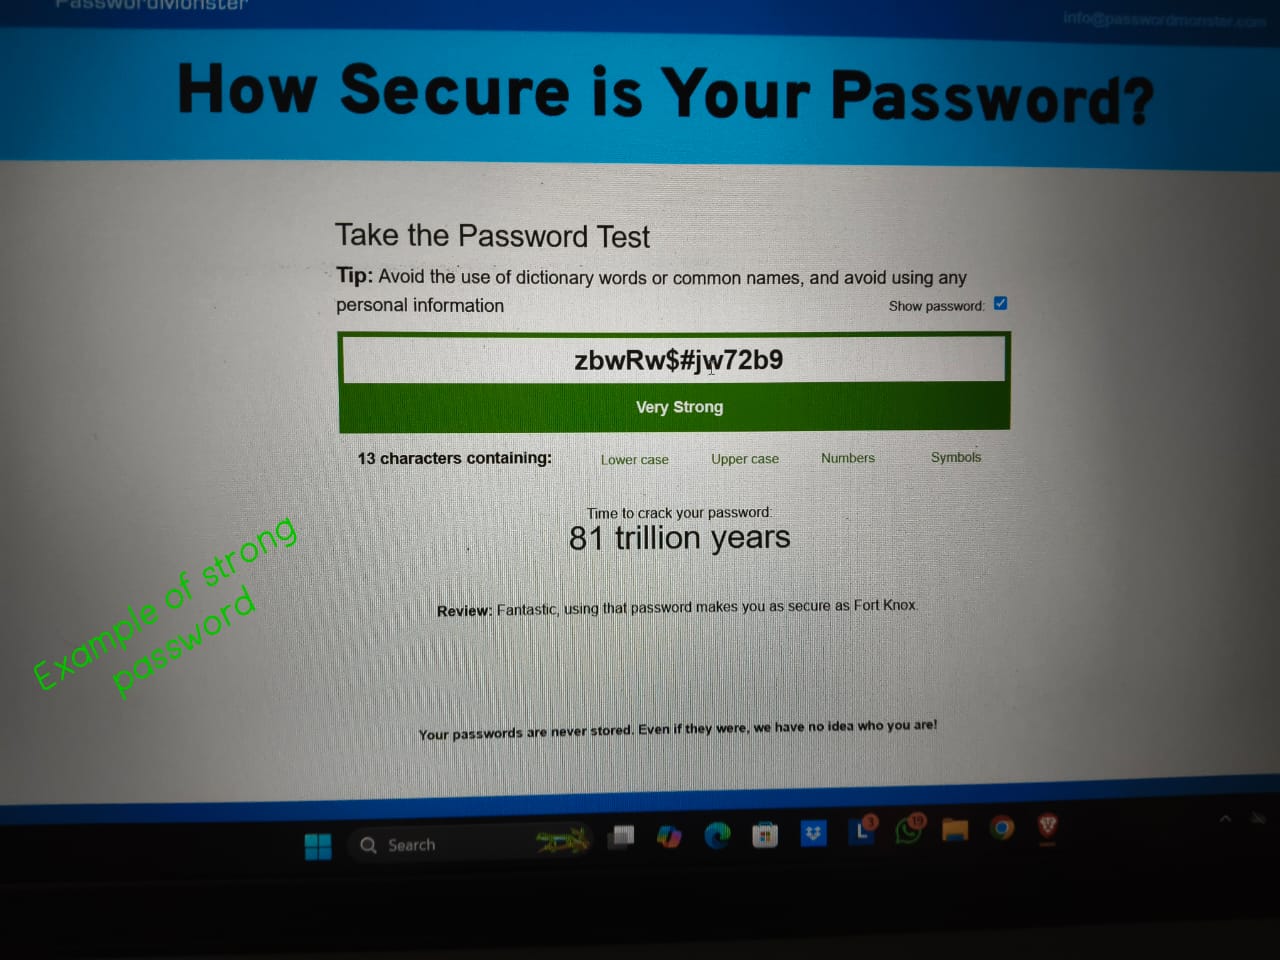 PasswordMonster
info@passwordmonster.com
How Secure is Your Password?
Take the Password Test
Tip: Avoid the use of dictionary words or common names, and avoid using any
personal information
Show password:
zbwRw$#jw72b9
Very Strong
13 characters containing: Lower case Upper case Numbers Symbols
Time to crack your password:
81 trillion years
Review: Fantastic, using that password makes you as secure as Fort Knox.
Example of strong
password
Your passwords are never stored. Even if they were, we have no idea who you are!
Search
L
3
19